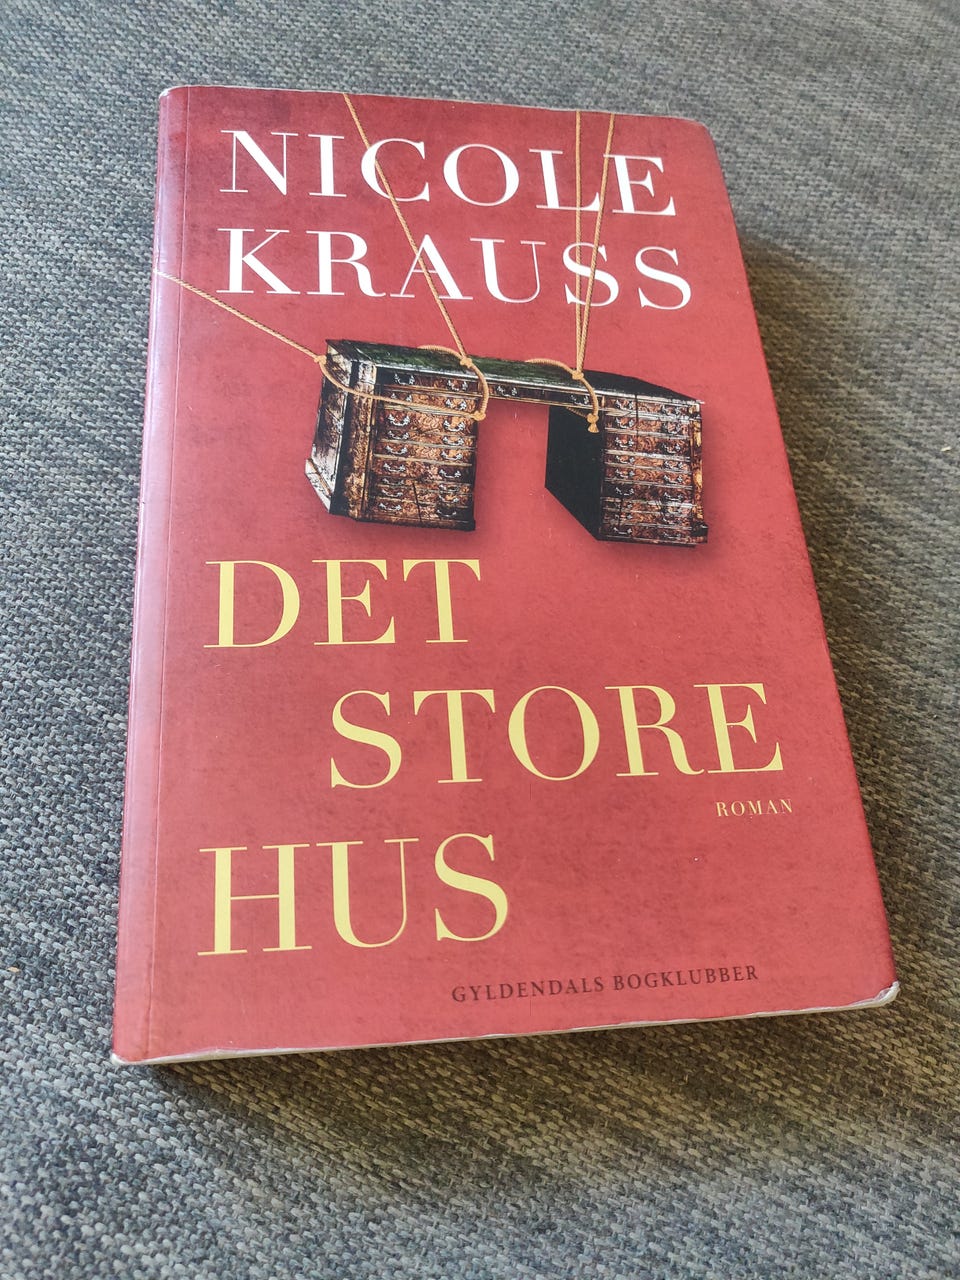 NICOLE
KRAUSS
DET
STORE
ROMAN
HUS
GYLDENDALS BOGKLUBBER